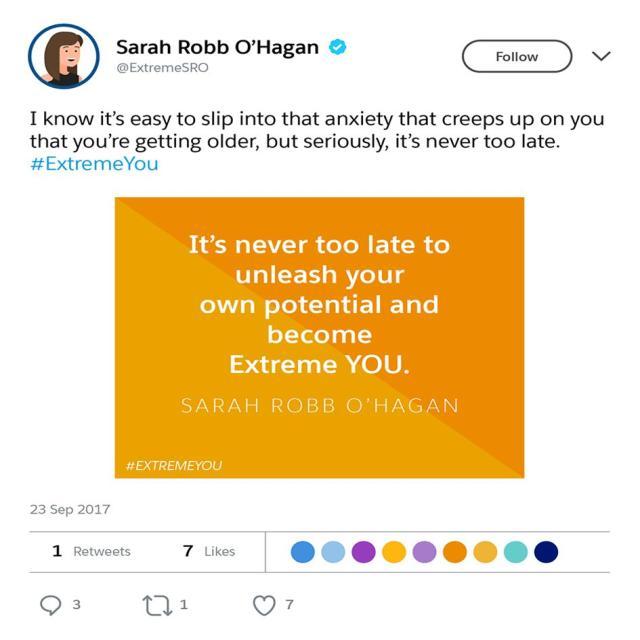 Sarah Robb O’Hagan
@ExtremeSRO
Follow
I know it’s easy to slip into that anxiety that creeps up on you
that you’re getting older, but seriously, it’s never too late.
#ExtremeYou
It’s never too late to
unleash your
own potential and
become
Extreme YOU.
SARAH ROBB O’HAGAN
#EXTREMEYOU
23 Sep 2017
1 Retweets 7 Likes
3 1 7